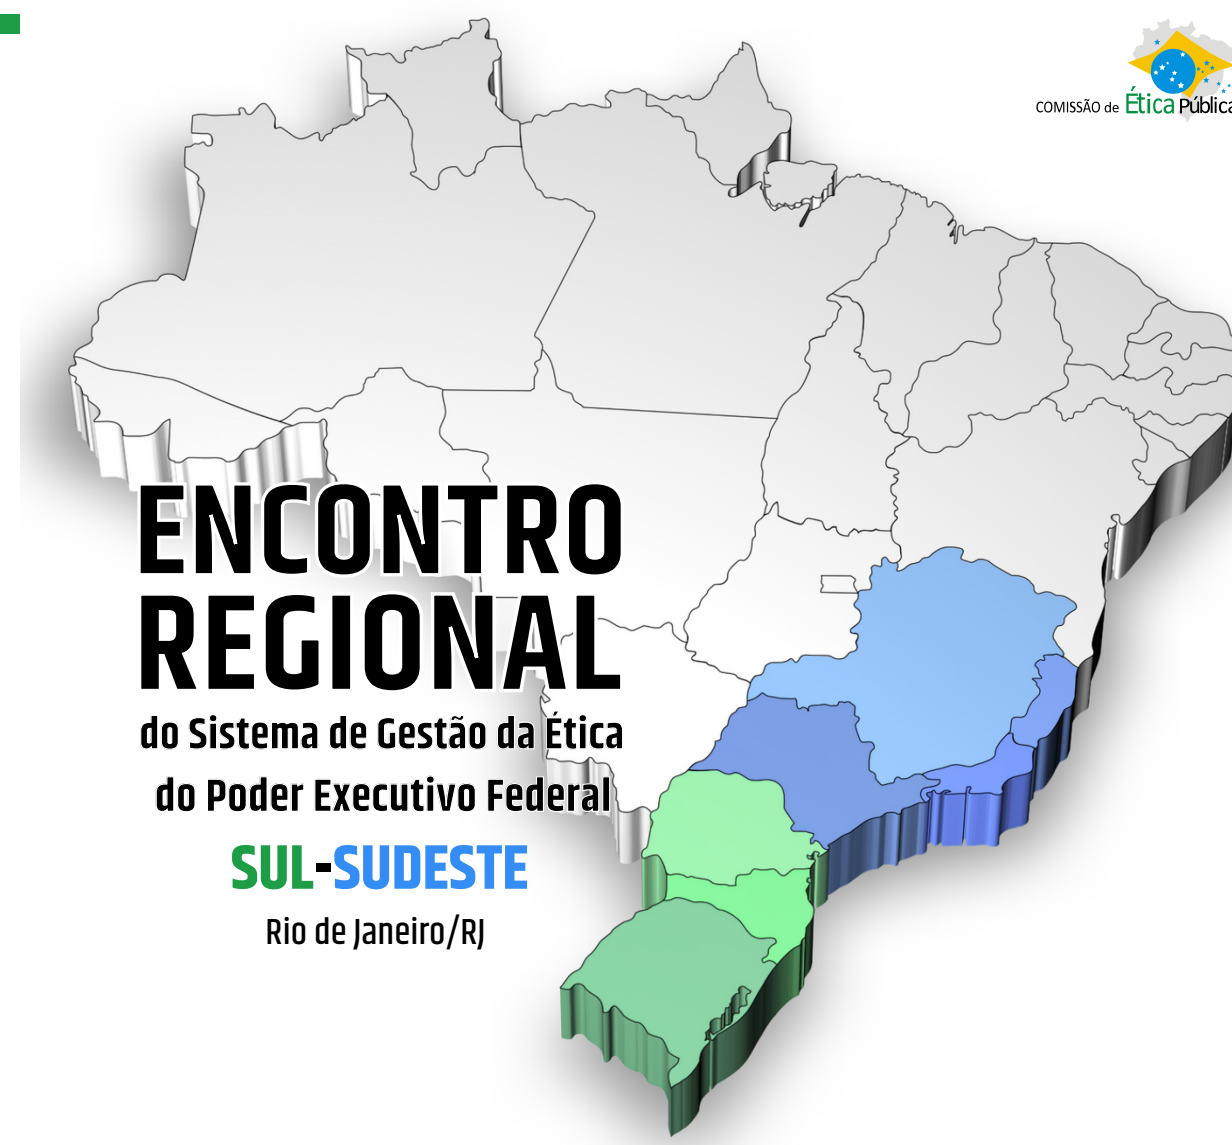 COMISSÃO de Ética Pública
ENCONTRO
REGIONAL
do Sistema de Gestão da Ética
do Poder Executivo Federal
SUL-SUDESTE
Rio de Janeiro/RJ